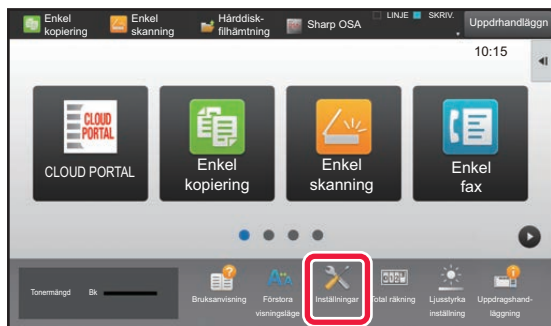 Enkel
kopiering
Enkel
skanning
Hårddisk-
filhämtning
Sharp OSA
LINJE
SKRIV.
Uppdrhandläggn
10:15
CLOUD
PORTAL
CLOUD PORTAL
Enkel
kopiering
Enkel
skanning
Enkel
fax
Tonermängd
Bk
Bruksanvisning
Förstora
visningsläge
Inställningar
Total räkning
Ljusstyrka
inställning
Uppdragshand-
läggning